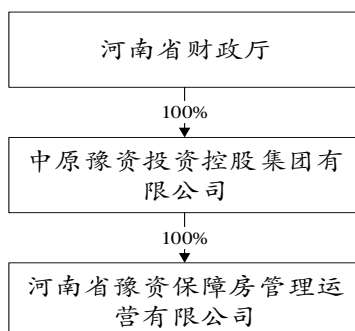 河南省财政厅
100%
中原豫资投资控股集团有
限公司
100%
河南省豫资保障房管理运
营有限公司